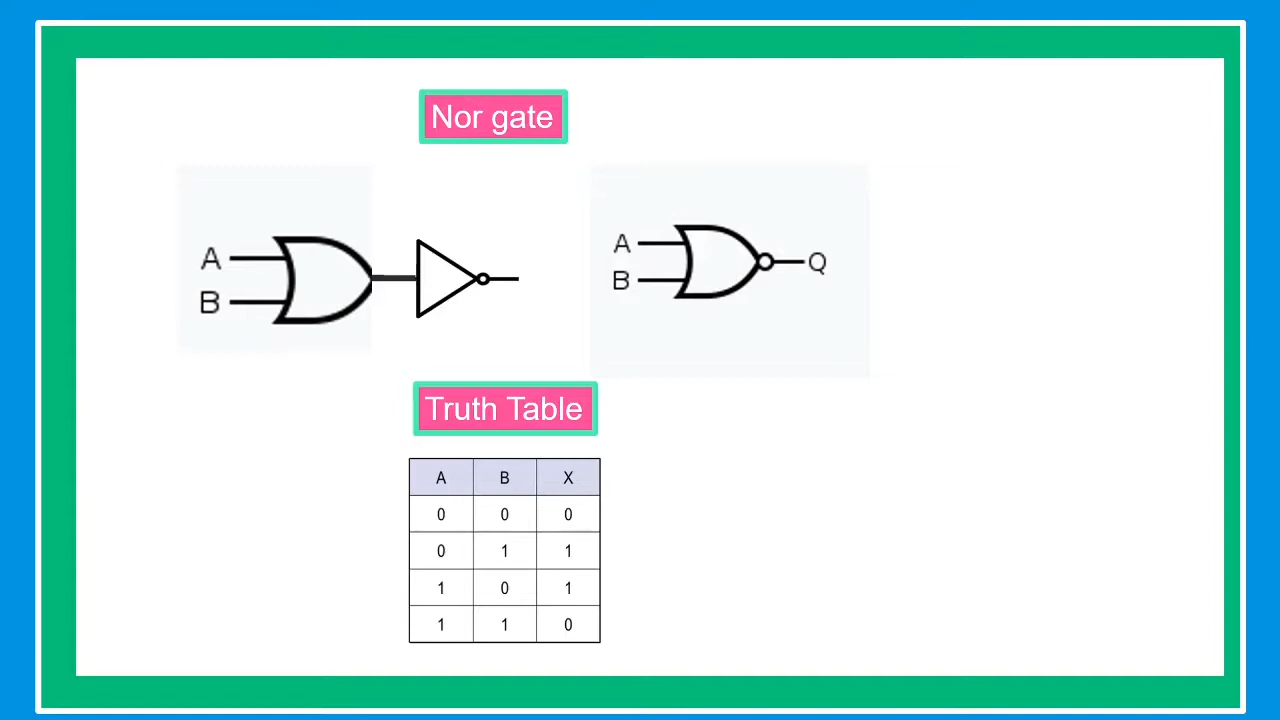 Nor gate
A
B
A
B
Q
Truth Table
A B X
0 0 0
0 1 1
1 0 1
1 1 0